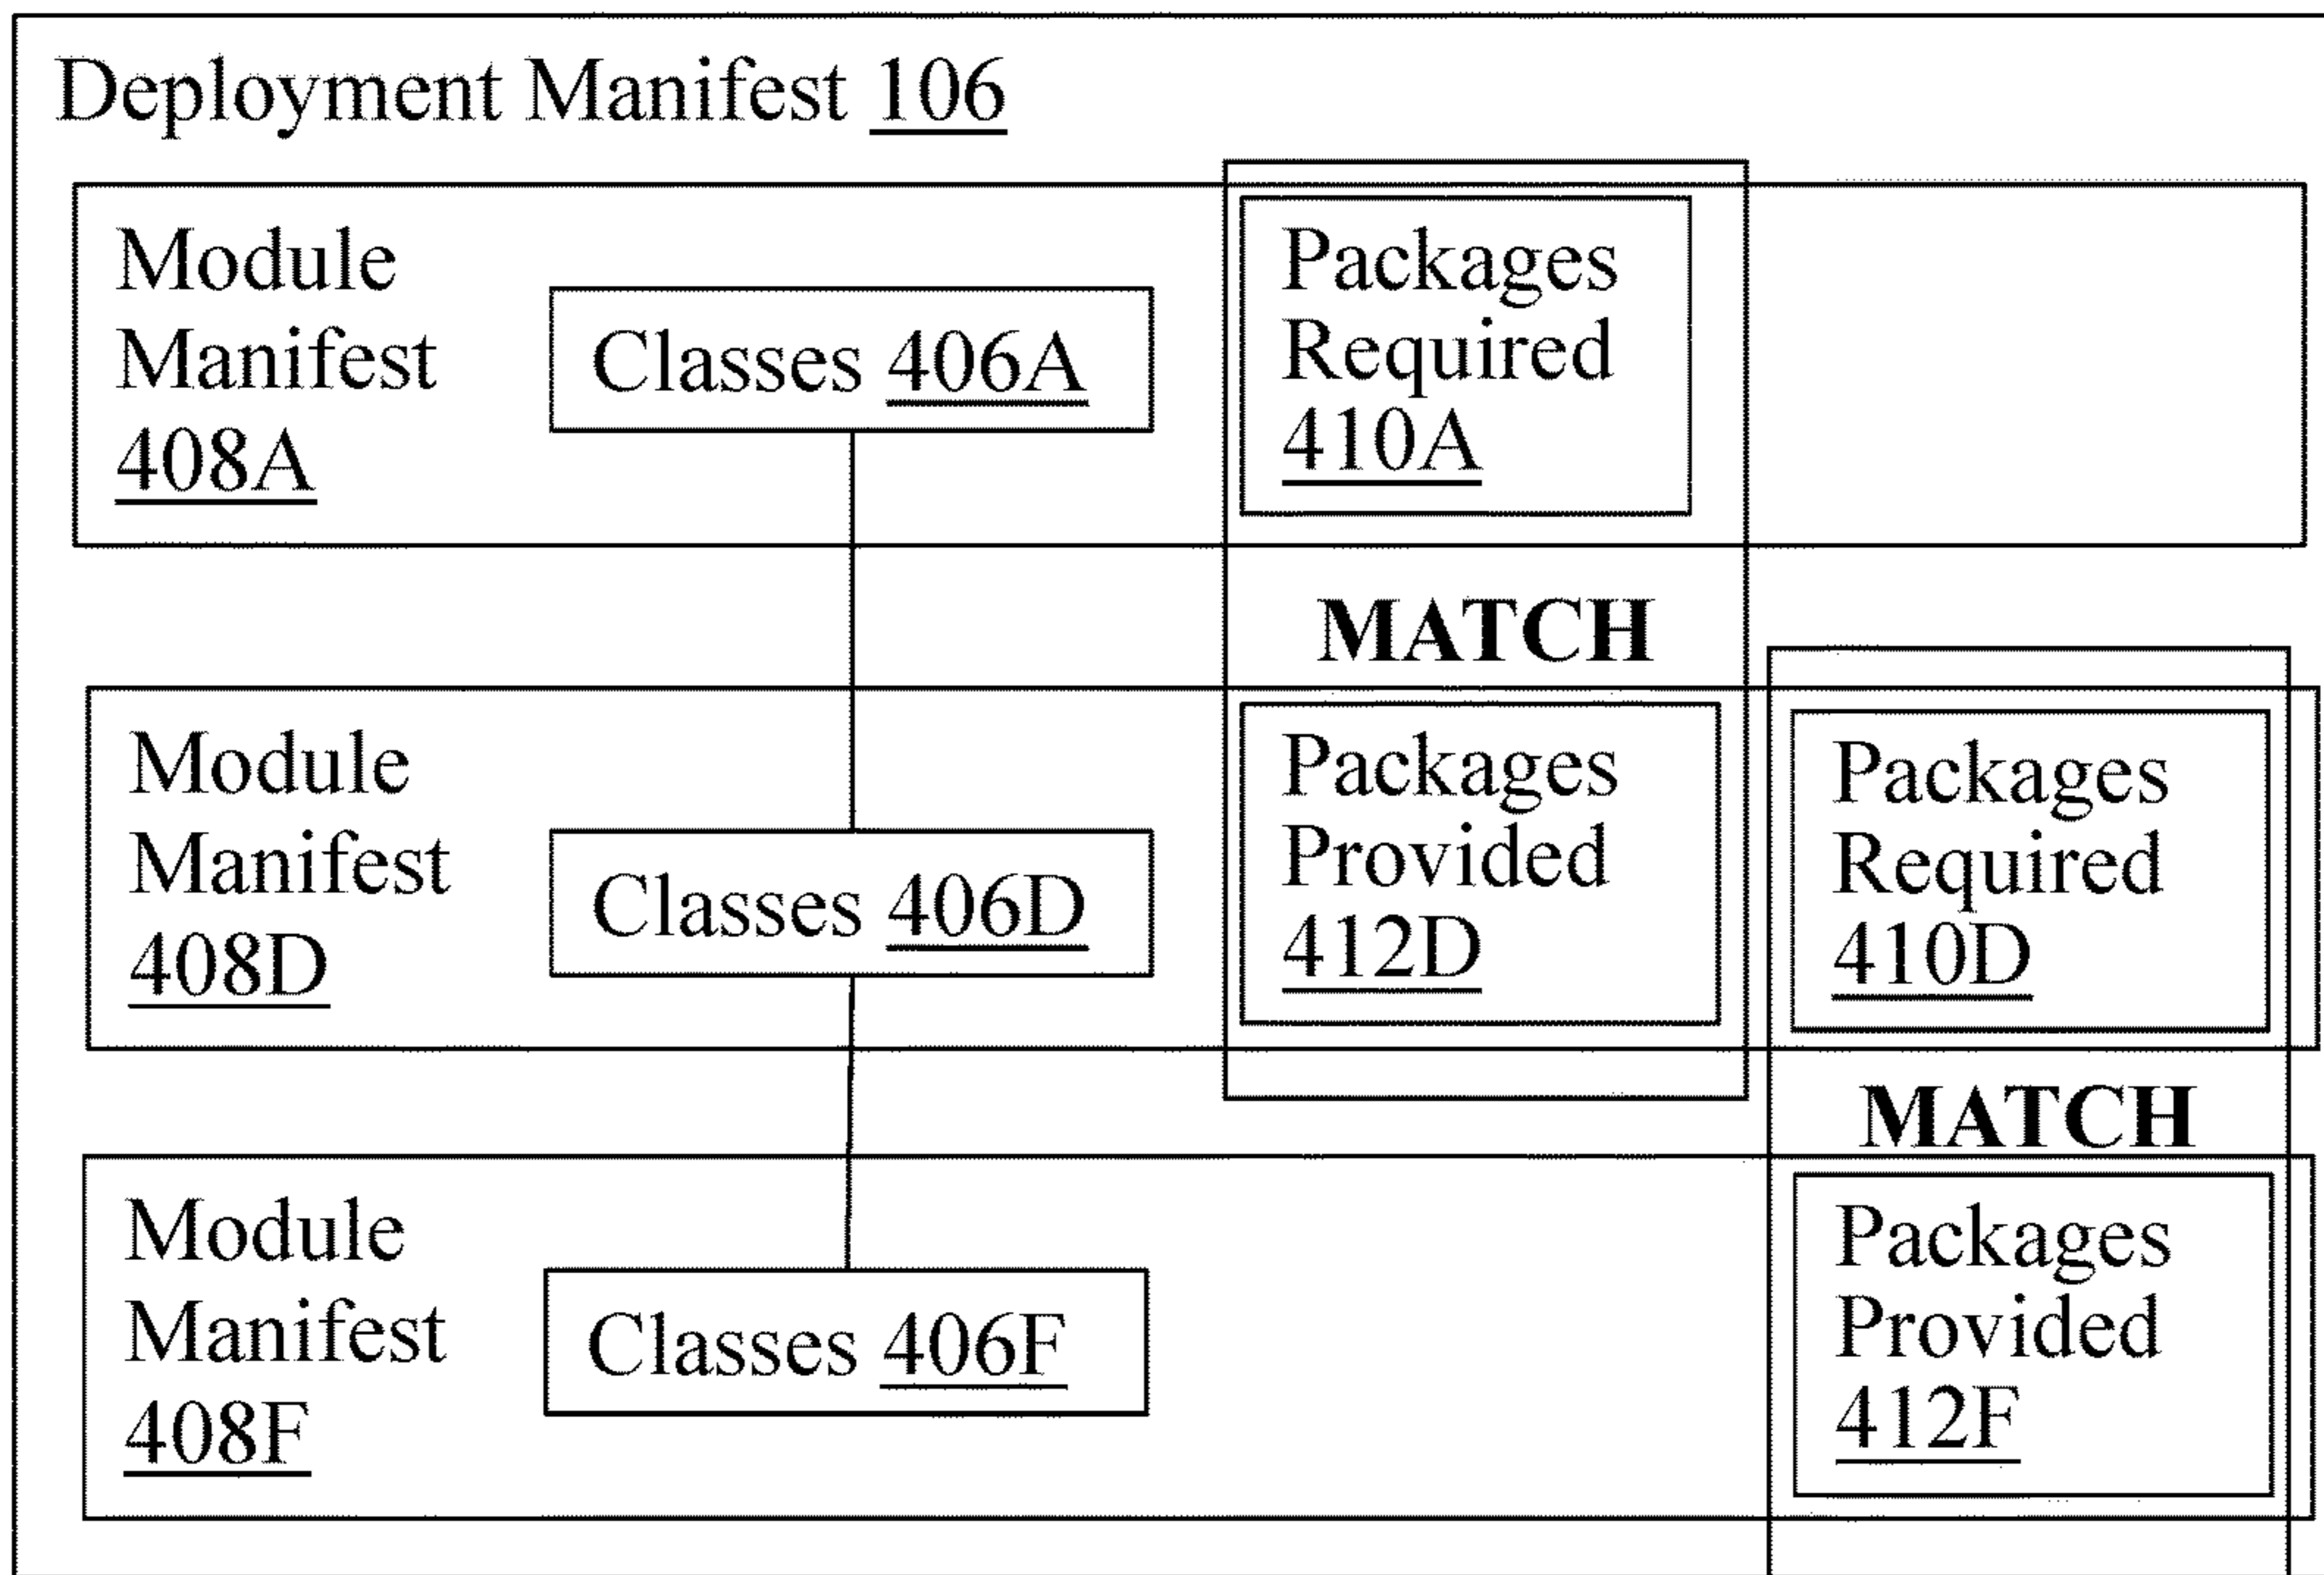 Deployment Manifest 106
Module
Manifest
408A
Classes 406A
Packages
Required
410A
MATCH
Module
Manifest
408D
Classes 406D
Packages
Provided
412D
Packages
Required
410D
MATCH
Module
Manifest
408F
Classes 406F
Packages
Provided
412F